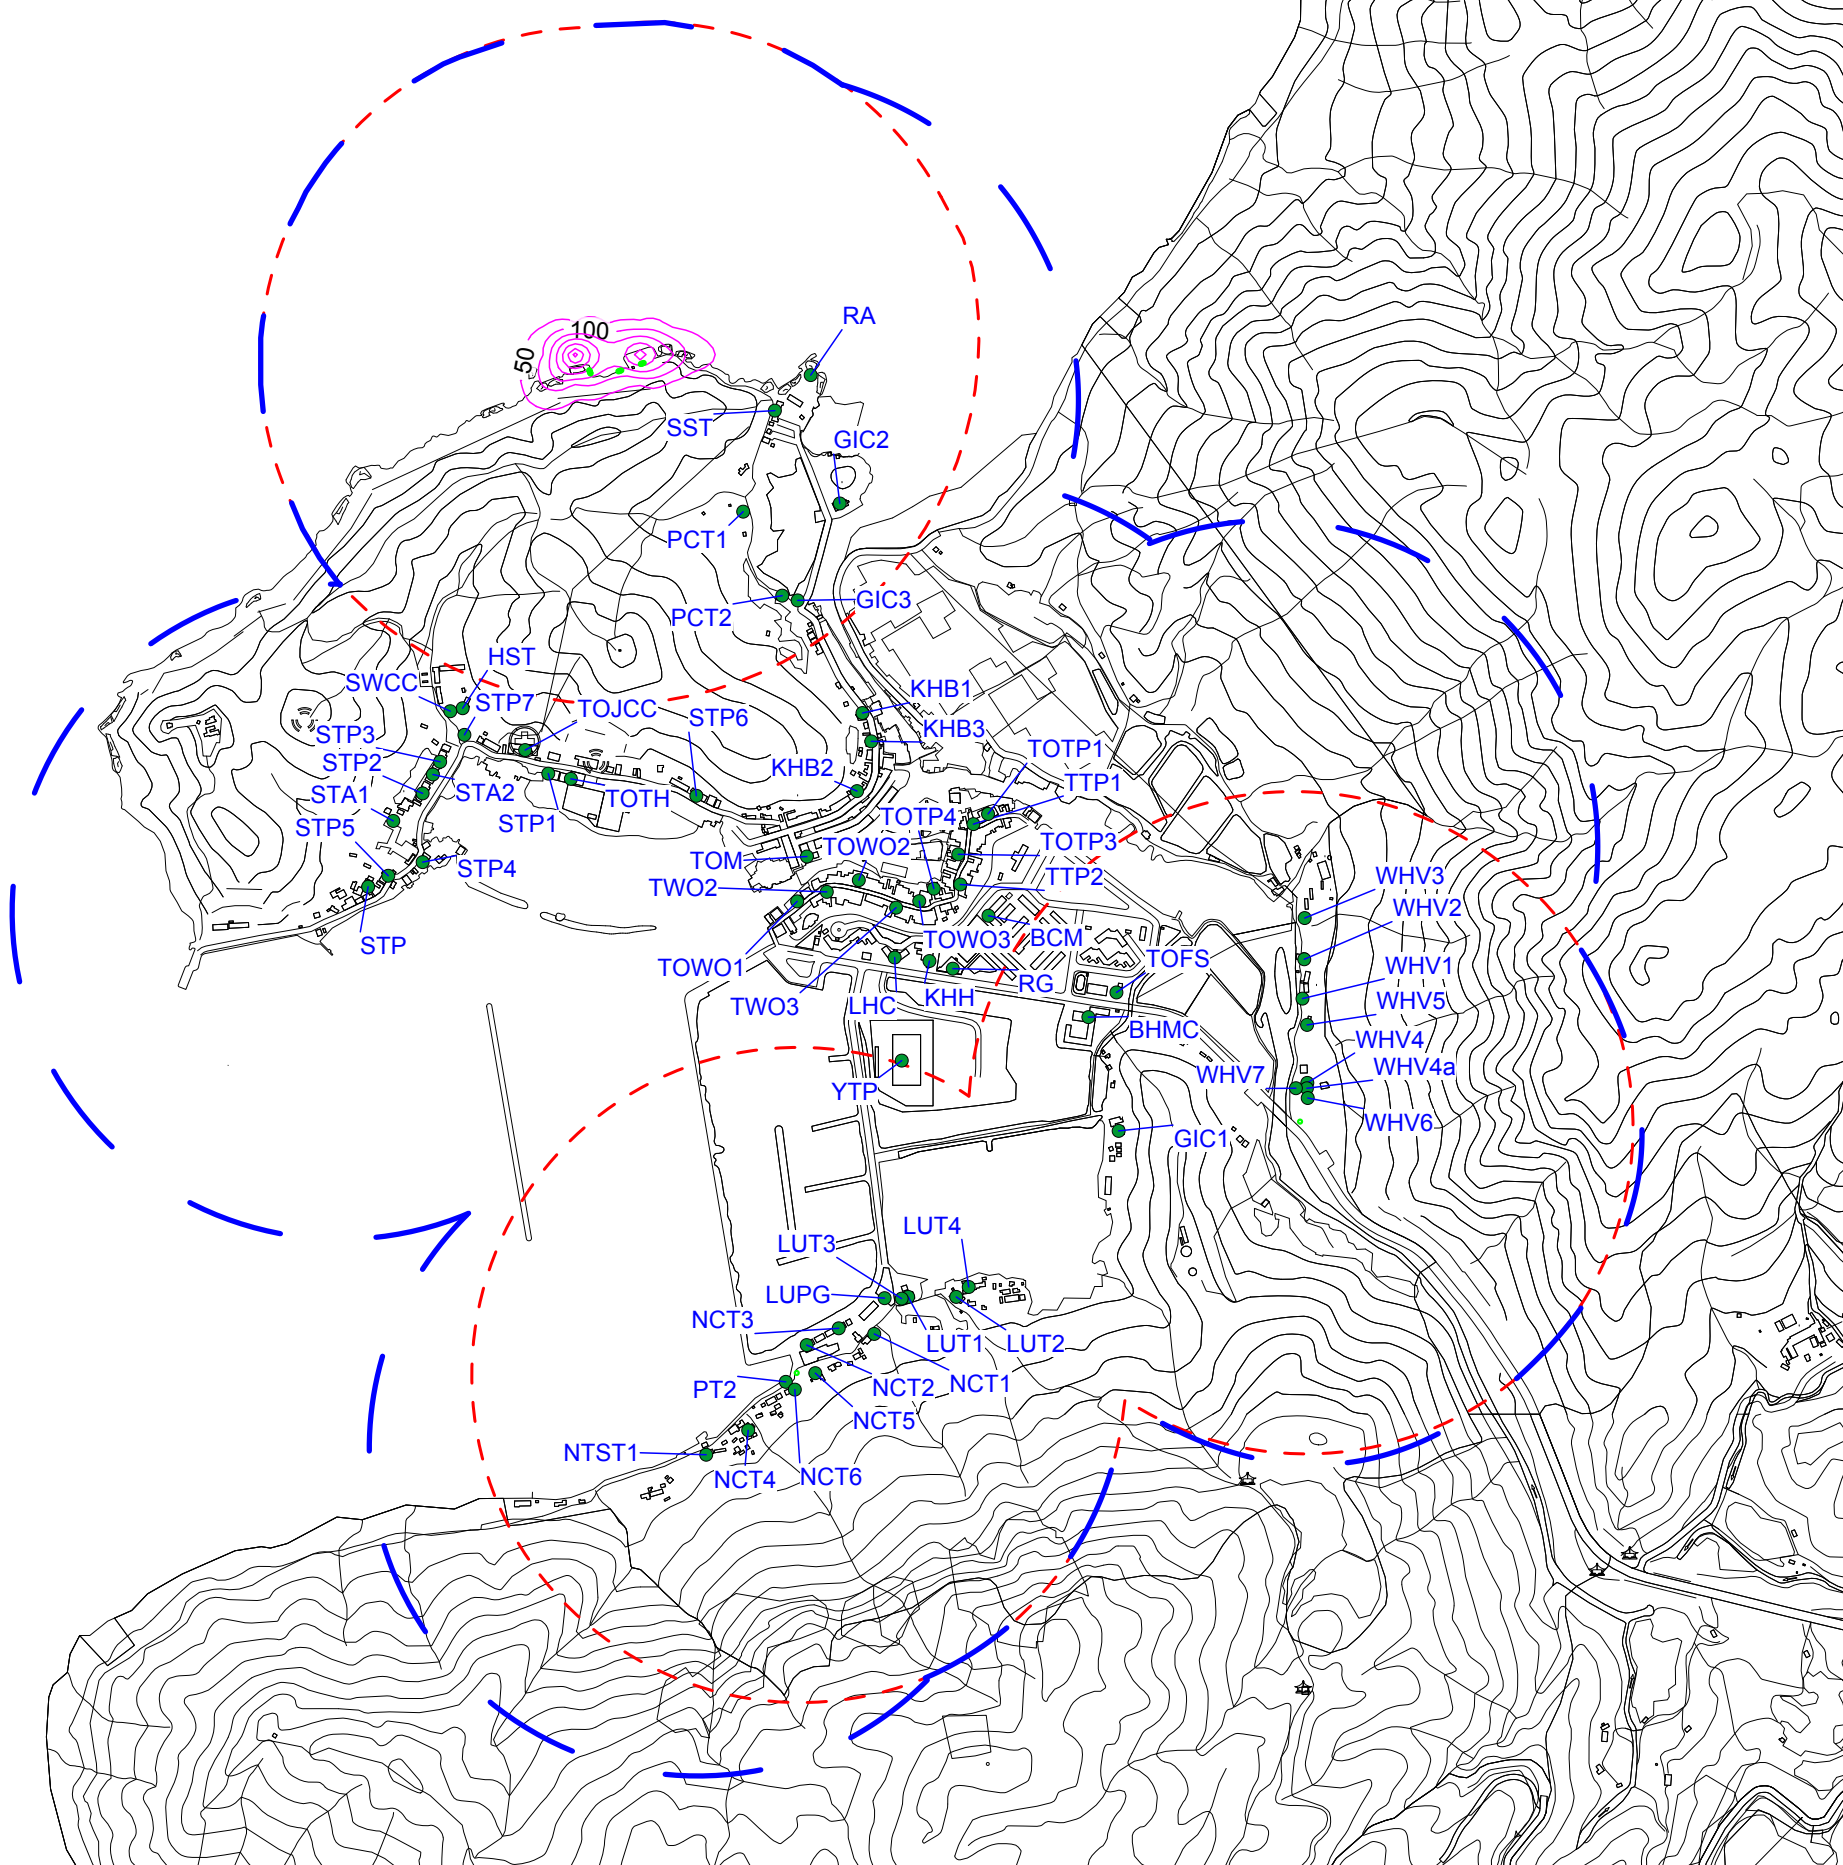 RA
100
50
SST
GIC2
PCT1
PCT2
GIC3
HST
SWCC
STP7
TOJCC
STP6
KHB1
KHB3
STP3
STP2
STA1
STA2
TOTH
STP1
STP5
STP4
STP
KHB2
TOTP1
TTP1
TOTP4
TOTP3
TOM
TOWO2
TWO2
TTP2
TOWO3
BCM
TOWO1
TWO3
LHC
KHH
RG
TOFS
BHMC
YTP
WHV3
WHV2
WHV1
WHV5
WHV4
WHV4a
WHV7
WHV6
GIC1
LUT4
LUT3
LUPG
NCT3
LUT1
LUT2
PT2
NCT2
NCT1
NCT5
NTST1
NCT4
NCT6